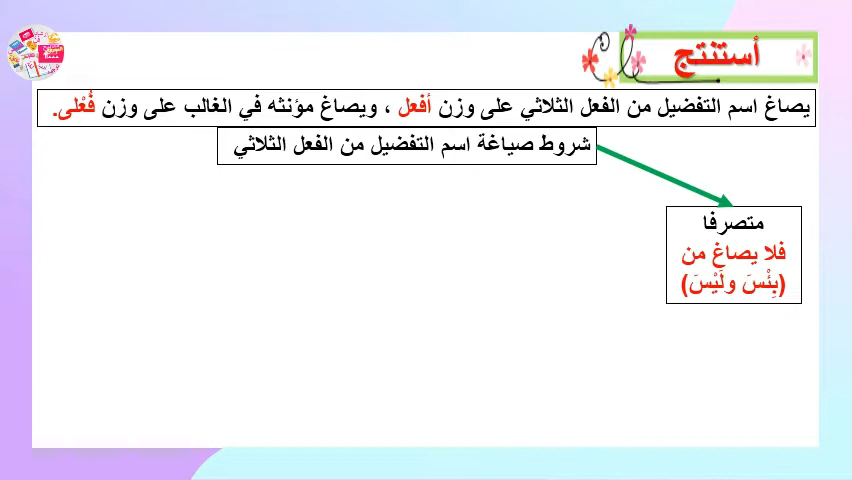 أستنتج
يصاغ اسم التفضيل من الفعل الثلاثي على وزن أفعل ، ويصاغ مؤنثه في الغالب على وزن فُعْلى.
شروط صياغة اسم التفضيل من الفعل الثلاثي
متصرفا
فلا يصاغ من
(بِئْسَ ولَيْسَ)